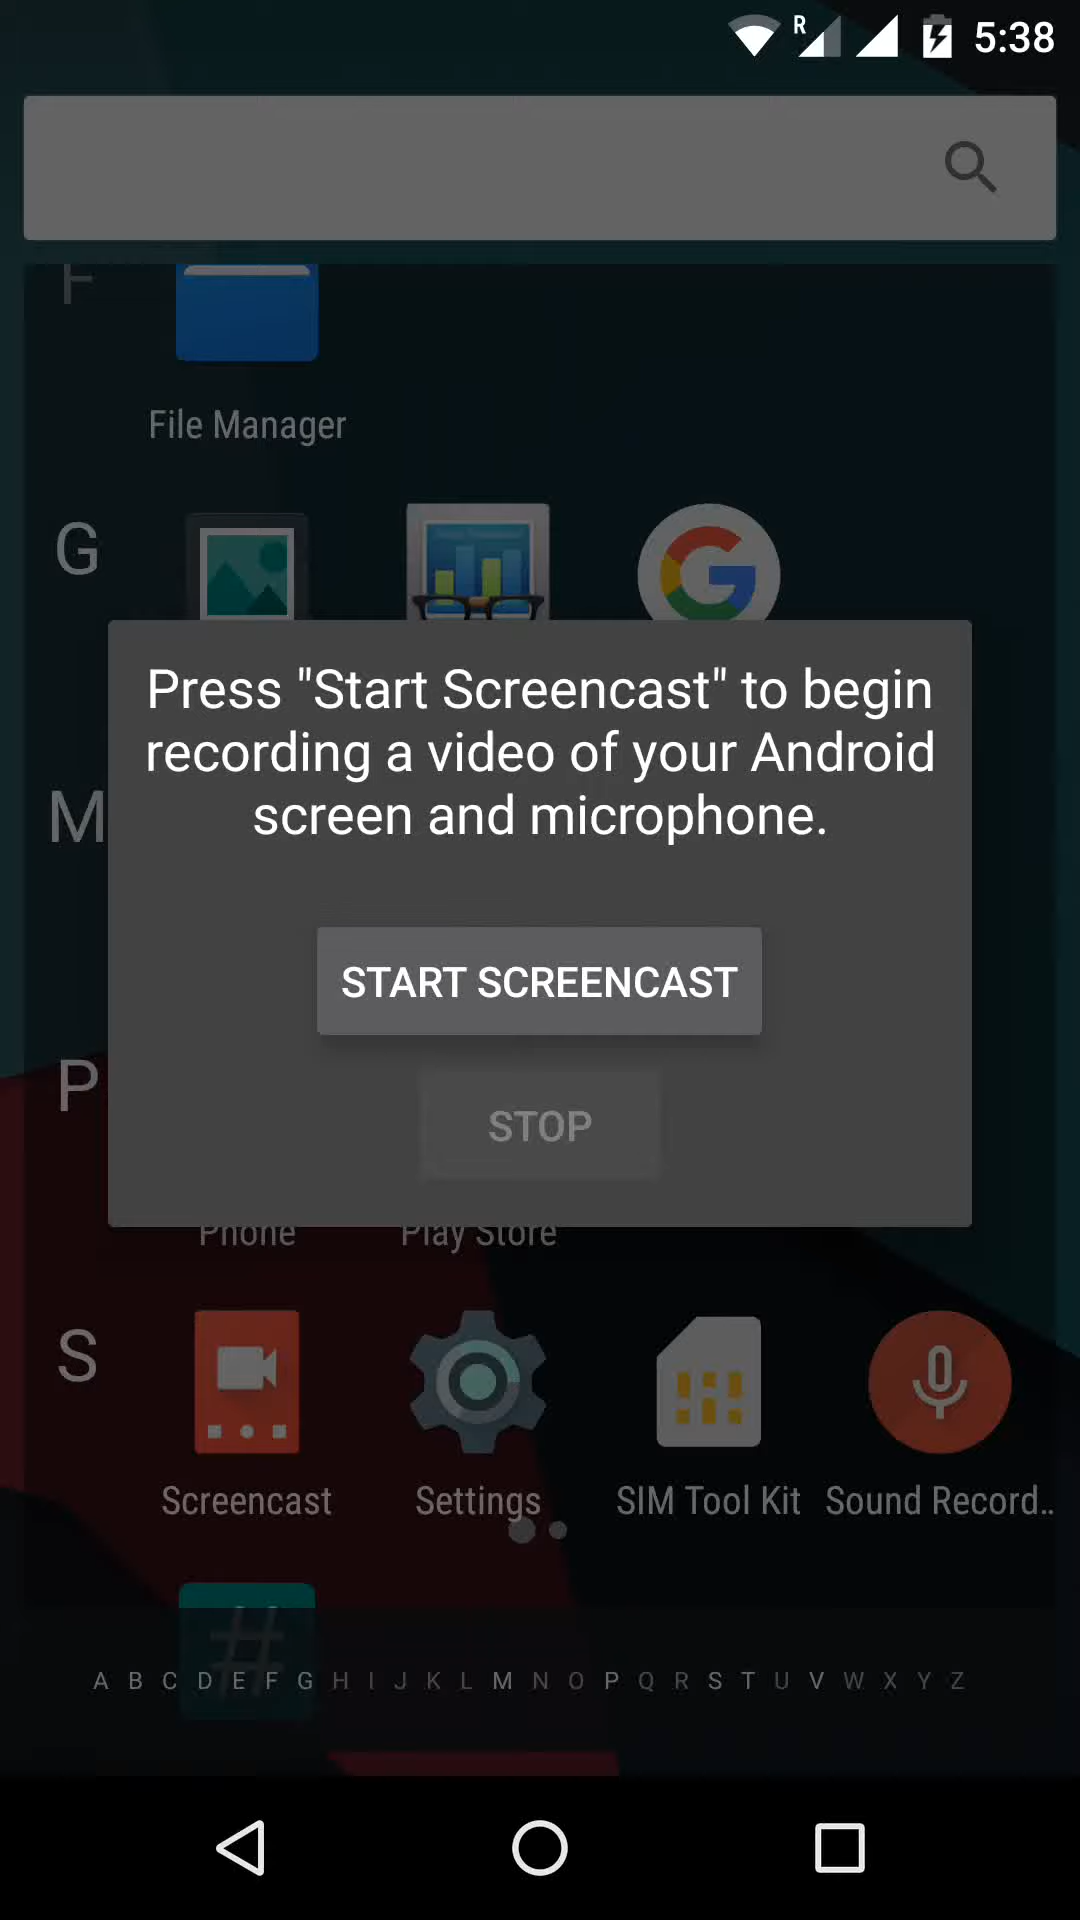 R 5:38
F
File Manager
G
Press "Start Screencast" to begin
recording a video of your Android
screen and microphone.
M
START SCREENCAST
P
STOP
Phone Play Store
S
Screencast Settings SIM Tool Kit Sound Record..
#
A B C D E F G H I J K L M N O P Q R S T U V W X Y Z